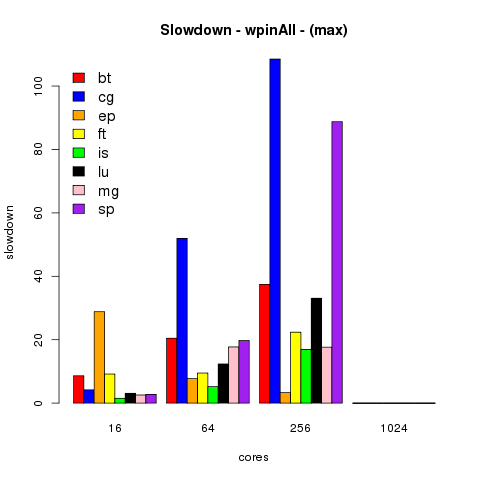 Slowdown - wpinAll - (max)
slowdown
100
80
60
40
20
0
bt
cg
ep
ft
is
lu
mg
sp
16 64 256 1024
cores